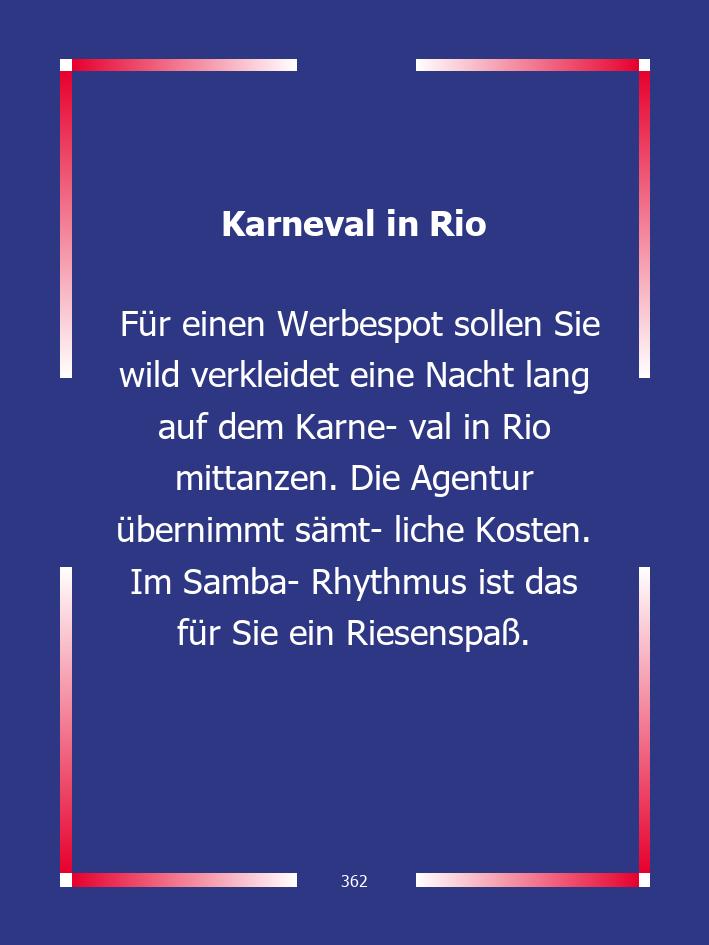 Karneval in Rio
Für einen Werbespot sollen Sie
wild verkleidet eine Nacht lang
auf dem Karne- val in Rio
mittanzen. Die Agentur
übernimmt sämt- liche Kosten.
Im Samba- Rhythmus ist das
für Sie ein Riesenspaß.
362